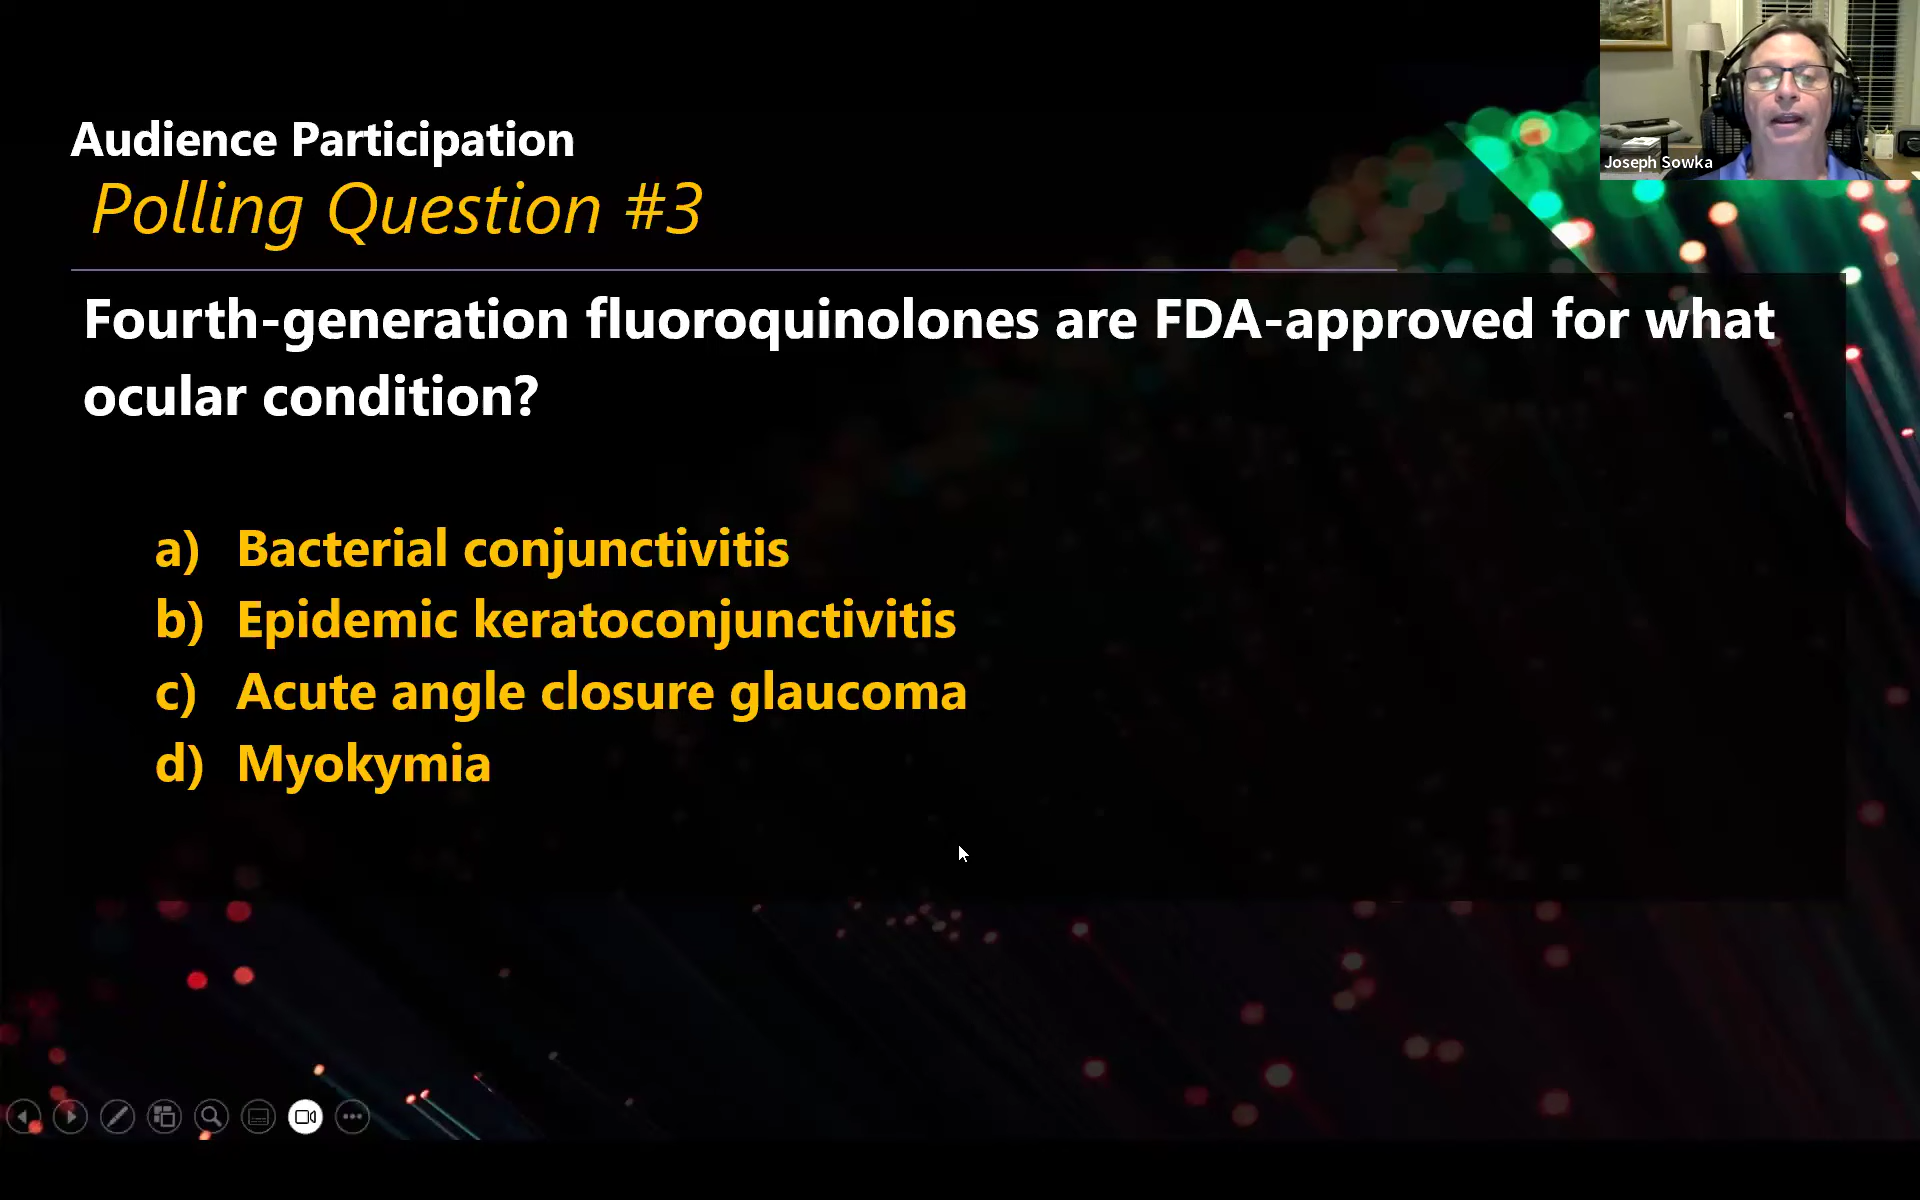 Audience Participation
Polling Question #3
Joseph Sowka
Fourth-generation fluoroquinolones are FDA-approved for what
ocular condition?
a) Bacterial conjunctivitis
b) Epidemic keratoconjunctivitis
c) Acute angle closure glaucoma
d) Myokymia